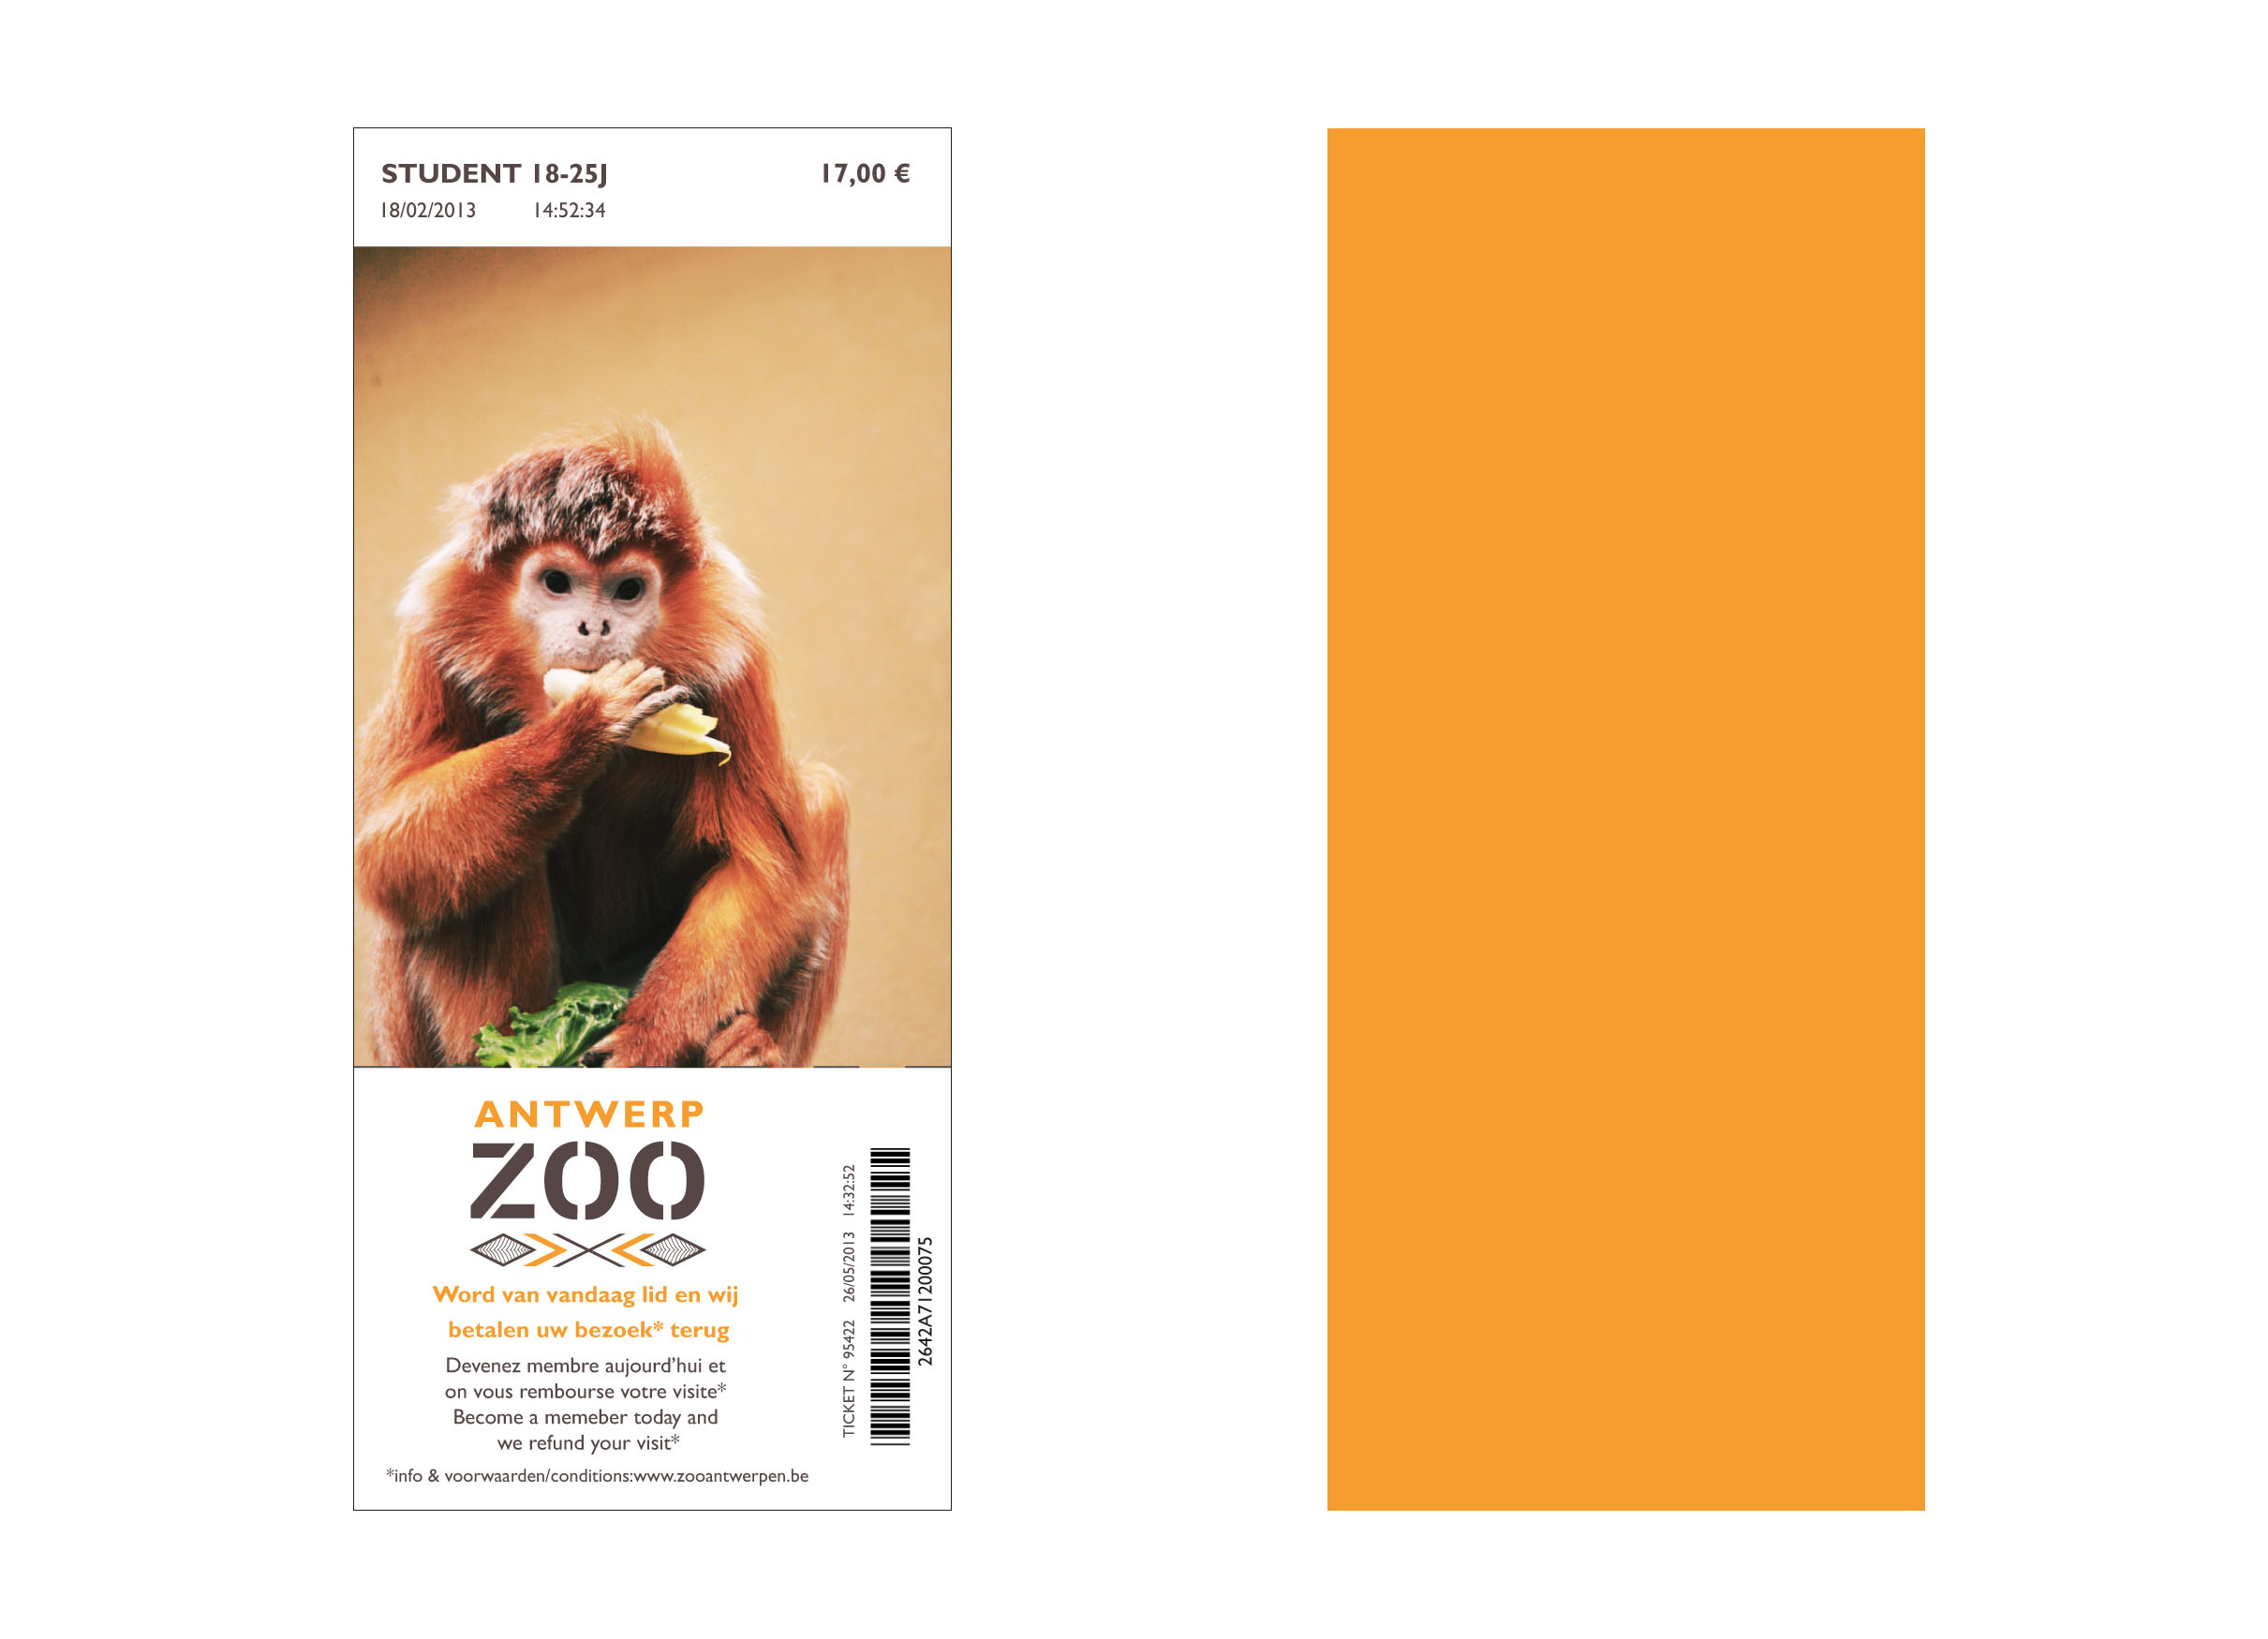 STUDENT 18-25J 17,00 €
18/02/2013 14:52:34
ANTWERP
ZOO
Word van vandaag lid en wij
betalen uw bezoek* terug
Devenez membre aujourd'hui et
on vous rembourse votre visite*
Become a memeber today and
we refund your visit*
*info & voorwaarden/conditions:www.zooantwerpen.be
TICKET N° 95422 26/05/2013 14:32:52
2642A71200075